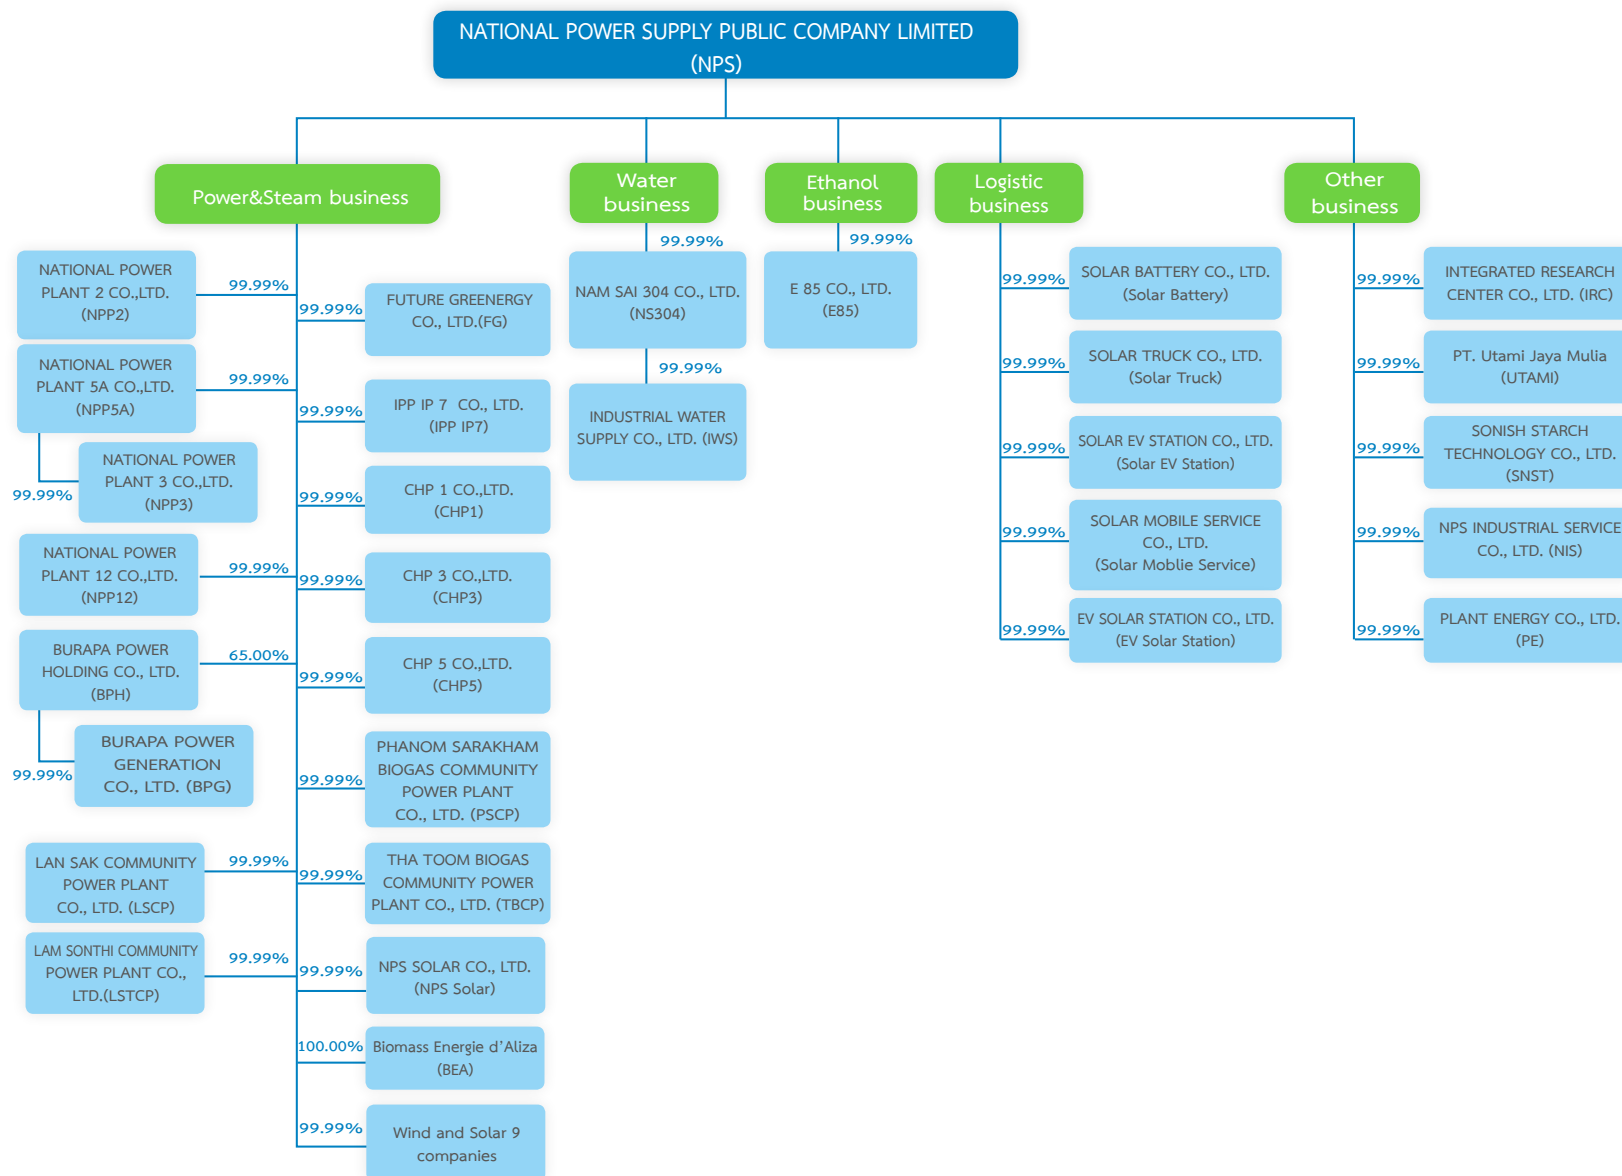 NATIONAL POWER SUPPLY PUBLIC COMPANY LIMITED
(NPS)
Power&Steam business
Water
business
Ethanol
business
Logistic
business
Other
business
NATIONAL POWER
PLANT 2 CO.,LTD.
(NPP2)
99.99%
NATIONAL POWER
PLANT 5A CO.,LTD.
(NPP5A)
99.99%
NATIONAL POWER
PLANT 3 CO.,LTD.
(NPP3)
99.99%
NATIONAL POWER
PLANT 12 CO.,LTD.
(NPP12)
99.99%
BURAPA POWER
HOLDING CO., LTD.
(BPH)
65.00%
BURAPA POWER
GENERATION
CO., LTD. (BPG)
99.99%
LAN SAK COMMUNITY
POWER PLANT
CO., LTD. (LSCP)
99.99%
LAM SONTHI COMMUNITY
POWER PLANT CO.,
LTD.(LSTCP)
99.99%
99.99%
FUTURE GREENERGY
CO., LTD.(FG)
99.99%
IPP IP 7 CO., LTD.
(IPP IP7)
99.99%
CHP 1 CO.,LTD.
(CHP1)
99.99%
CHP 3 CO.,LTD.
(CHP3)
99.99%
CHP 5 CO.,LTD.
(CHP5)
99.99%
PHANOM SARAKHAM
BIOGAS COMMUNITY
POWER PLANT
CO., LTD. (PSCP)
99.99%
THA TOOM BIOGAS
COMMUNITY POWER
PLANT CO., LTD. (TBCP)
99.99%
NPS SOLAR CO., LTD.
(NPS Solar)
100.00%
Biomass Energie d’Aliza
(BEA)
99.99%
Wind and Solar 9
companies
99.99%
NAM SAI 304 CO., LTD.
(NS304)
99.99%
INDUSTRIAL WATER
SUPPLY CO., LTD. (IWS)
99.99%
E 85 CO., LTD.
(E85)
99.99%
SOLAR BATTERY CO., LTD.
(Solar Battery)
99.99%
SOLAR TRUCK CO., LTD.
(Solar Truck)
99.99%
SOLAR EV STATION CO., LTD.
(Solar EV Station)
99.99%
SOLAR MOBILE SERVICE
CO., LTD.
(Solar Moblie Service)
99.99%
EV SOLAR STATION CO., LTD.
(EV Solar Station)
99.99%
INTEGRATED RESEARCH
CENTER CO., LTD. (IRC)
99.99%
PT. Utami Jaya Mulia
(UTAMI)
99.99%
SONISH STARCH
TECHNOLOGY CO., LTD.
(SNST)
99.99%
NPS INDUSTRIAL SERVICE
CO., LTD. (NIS)
99.99%
PLANT ENERGY CO., LTD.
(PE)